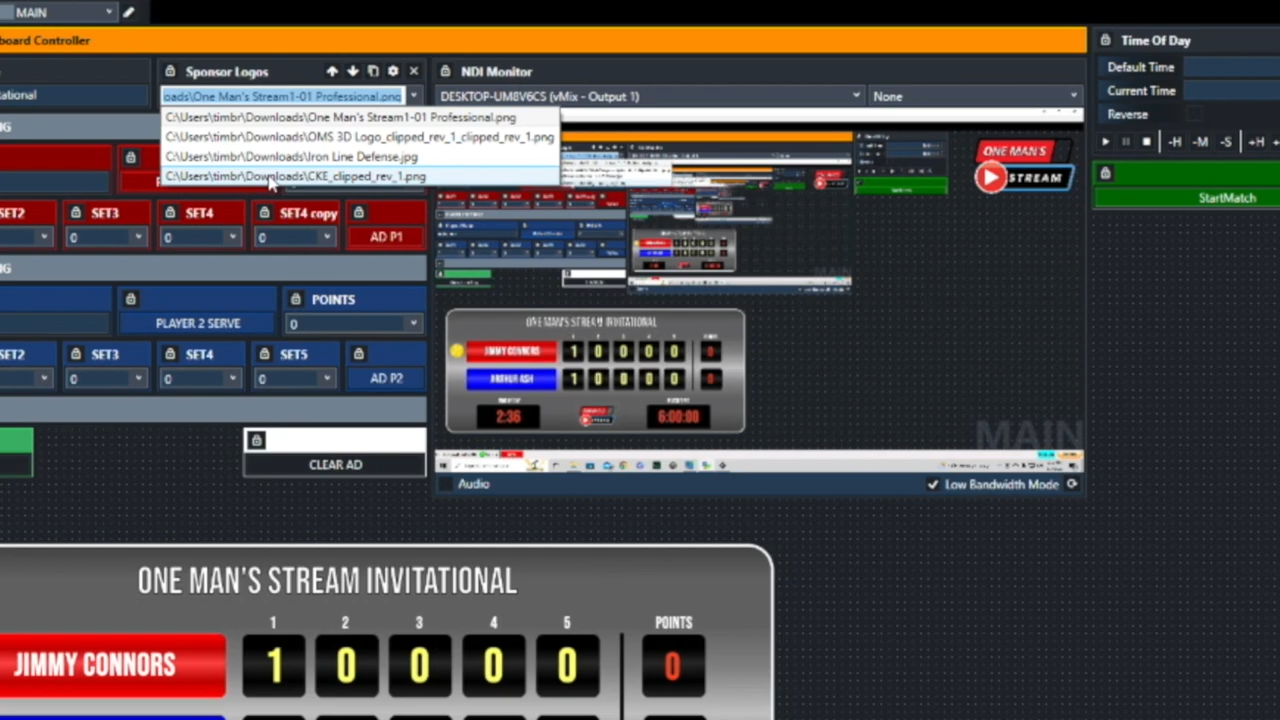 MAIN
board Controller
Time Of Day
Sponsor Logos
NDI Monitor
Default Time
ational
oads\One Man's Stream1-01 Professional.png
DESKTOP-UM8V6CS (vMix - Output 1)
None
Current Time
C:\Users\timbr\Downloads\One Man's Stream1-01 Professional.png
Reverse
NG
C:\Users\timbr\Downloads\OMS 3D Logo_clipped_rev_1_clipped_rev_1.png
-H
-M
-S
+H
C:\Users\timbr\Downloads\Iron Line Defense.jpg
ONE MAN'S
STREAM
C:\Users\timbr\Downloads\CKE_clipped_rev_1.png
StartMatch
SET2
SET3
SET4
SET4 copy
0
0
0
AD P1
NG
POINTS
PLAYER 2 SERVE
0
SET2
SET3
SET4
SET5
0
0
0
AD P2
CLEAR AD
ONE MAN'S STREAM INVITATIONAL
JIMMY CONNORS
1
0
0
0
0
0
ARTHUR ASH
1
0
0
0
0
0
2:36
6:00:00
MAIN
Audio
Low Bandwidth Mode
ONE MAN'S STREAM INVITATIONAL
1
2
3
4
5
POINTS
JIMMY CONNORS
1
0
0
0
0
0